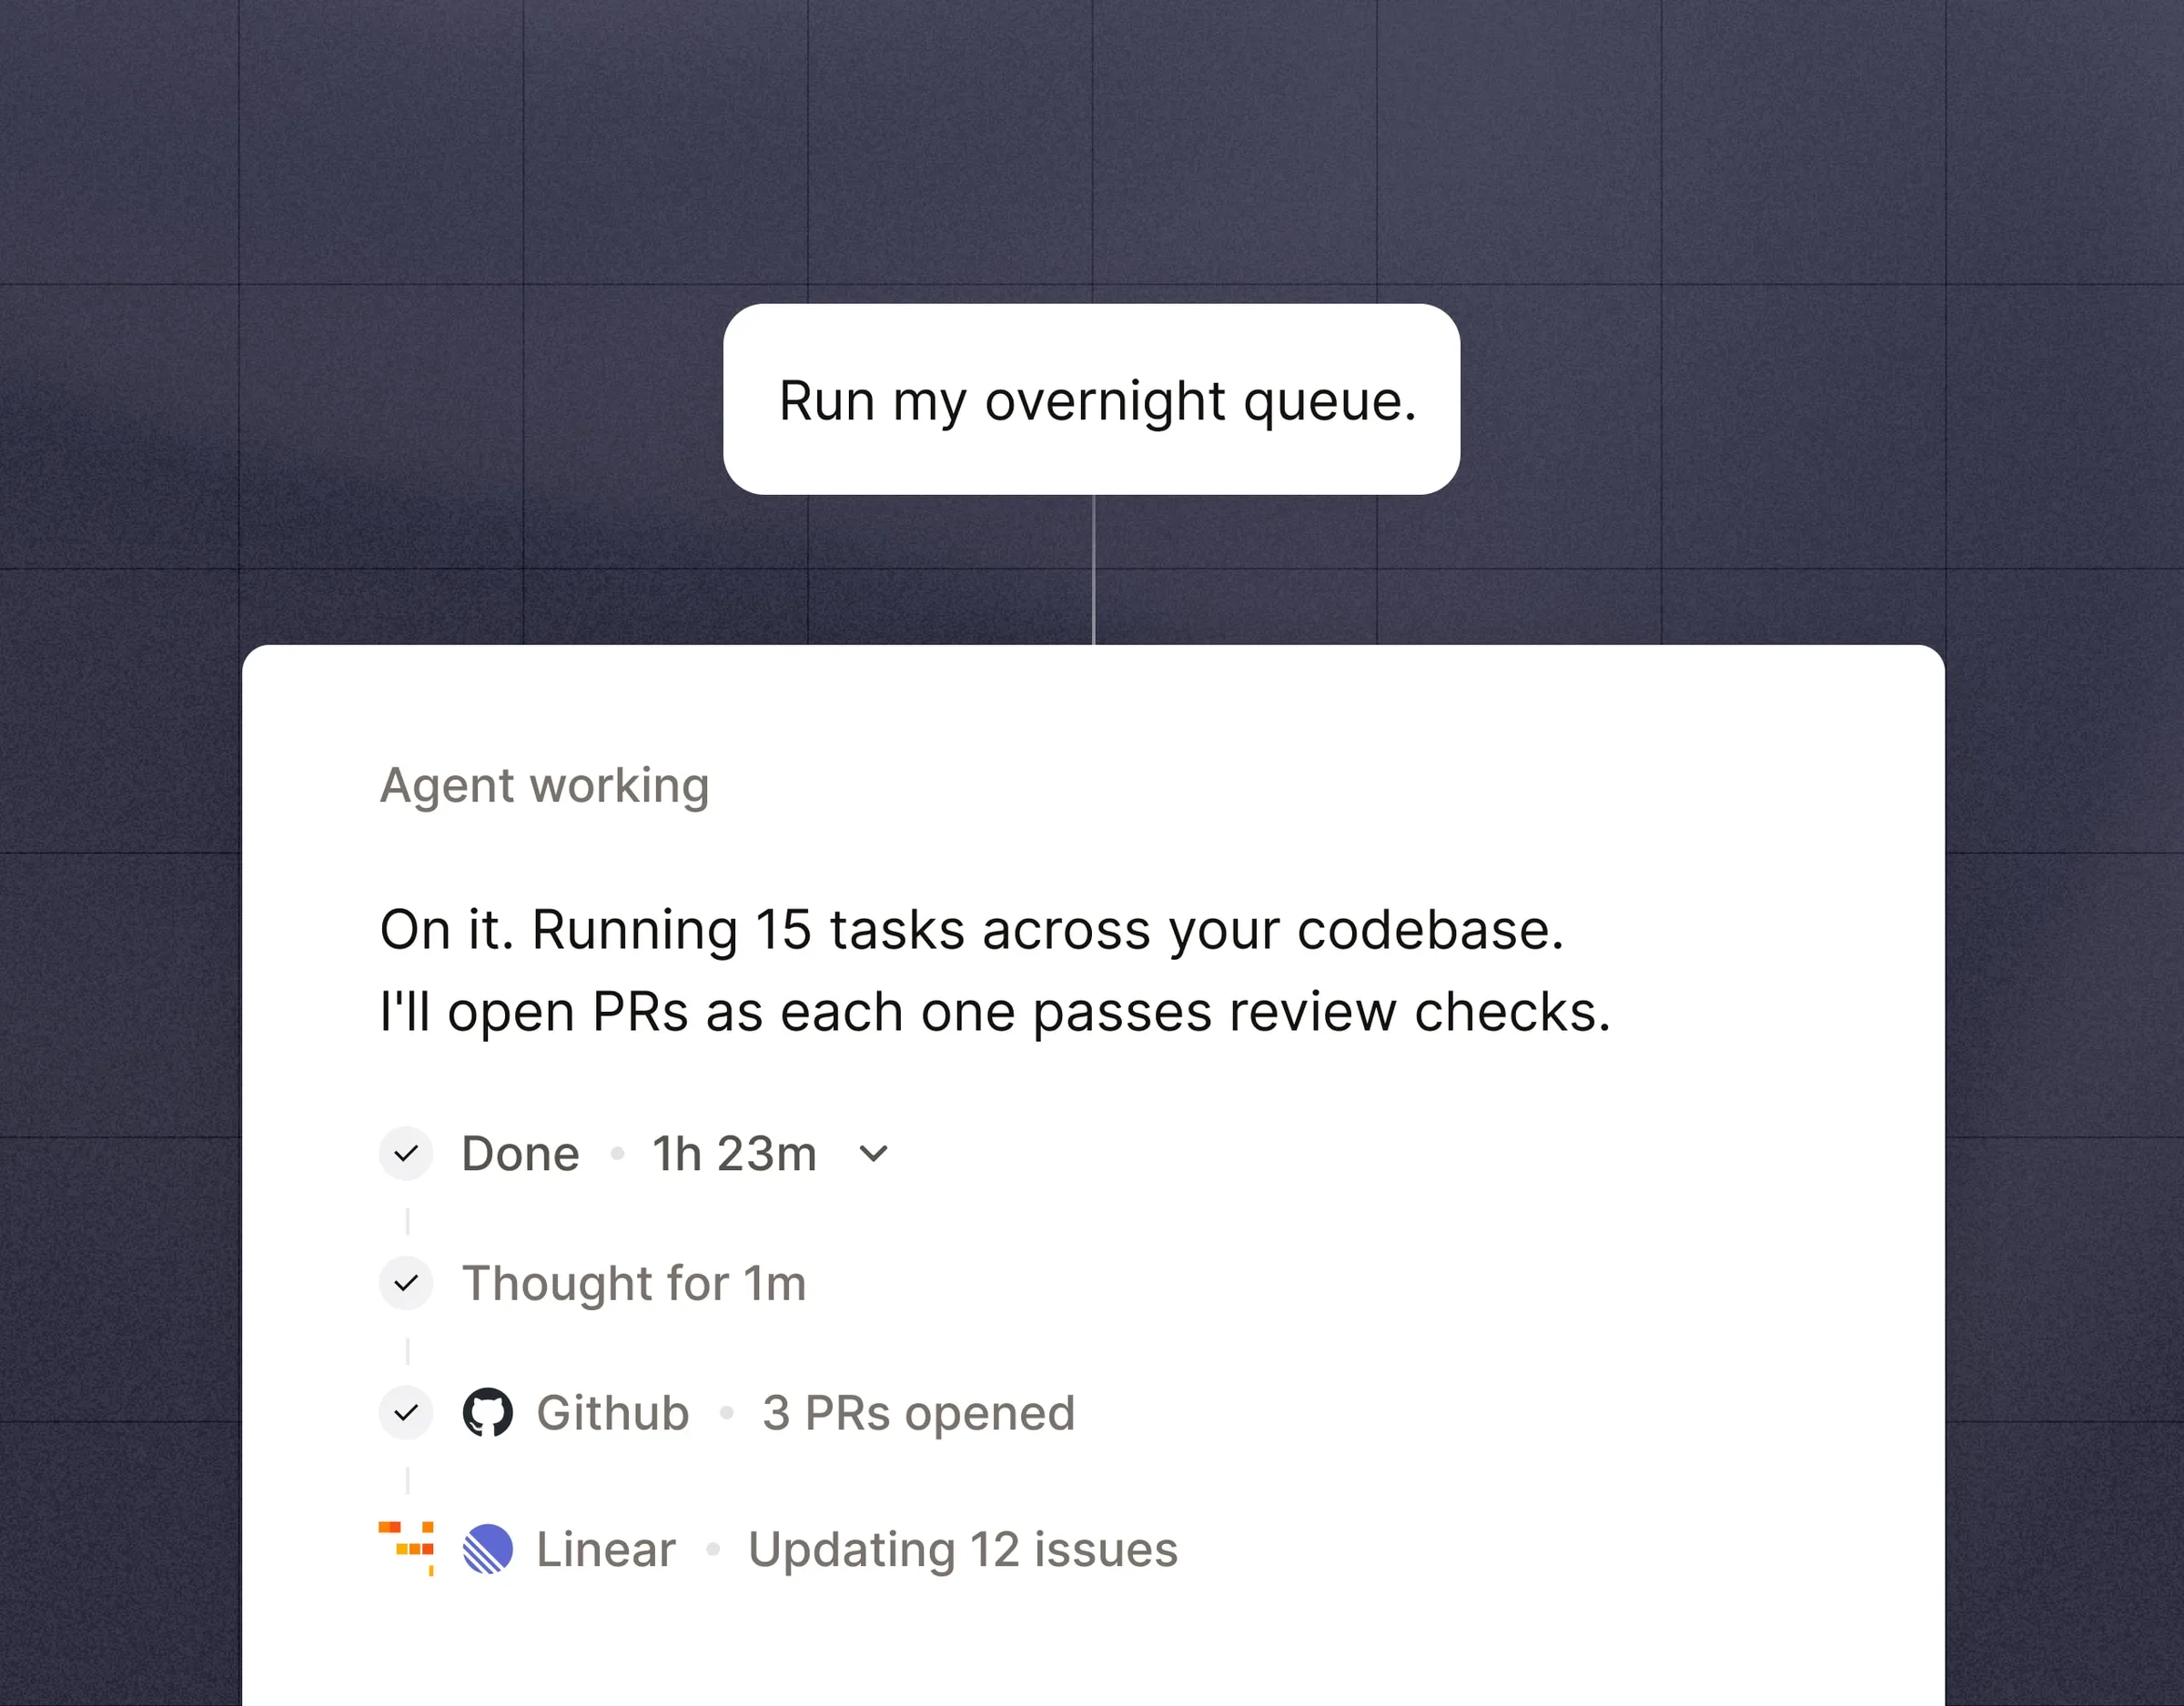 Run my overnight queue.
Agent working
On it. Running 15 tasks across your codebase.
I'll open PRs as each one passes review checks.
Done • 1h 23m
Thought for 1m
Github • 3 PRs opened
Linear • Updating 12 issues